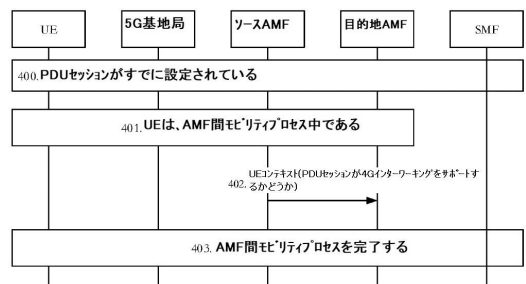 UE
5G基地局
ソースAMF
目的地AMF
SMF
400.PDUセッションがすでに設定されている
401.UEは、AMF間モビリティプロセス中である
UEコンテキスト(PDUセッションが4Gインターワーキングをサポートす
402.るかどうか)
403.AMF間モビリティプロセスを完了する